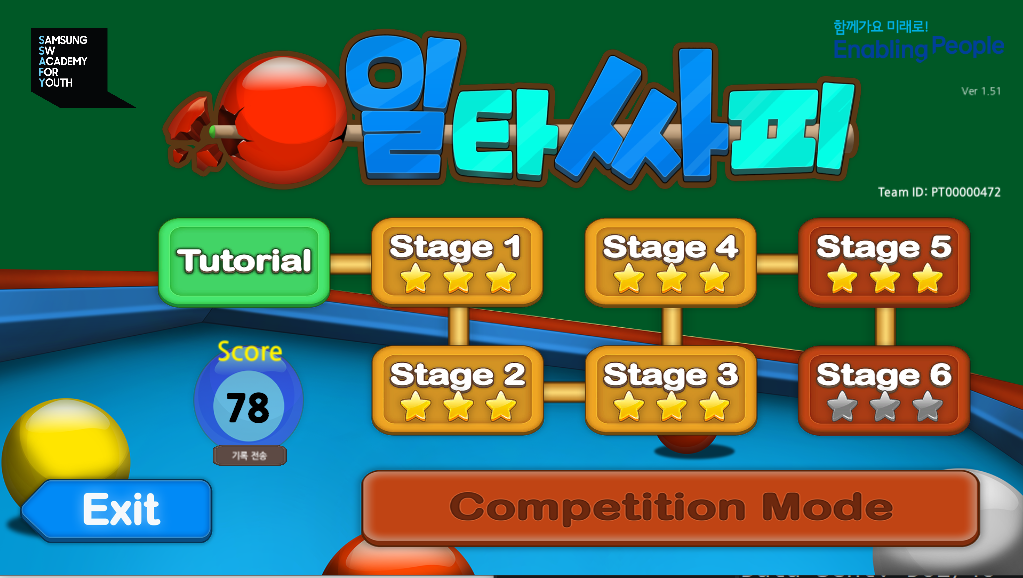 SAMSUNG
SW
ACADEMY
FOR
YOUTH
함께가요 미래로!
Enabling People
일타싸피
Ver 1.51
Team ID: PT00000472
Tutorial
Stage 1
Stage 4
Stage 5
Stage 2
Stage 3
Stage 6
Score
78
기록 전송
Exit
Competition Mode